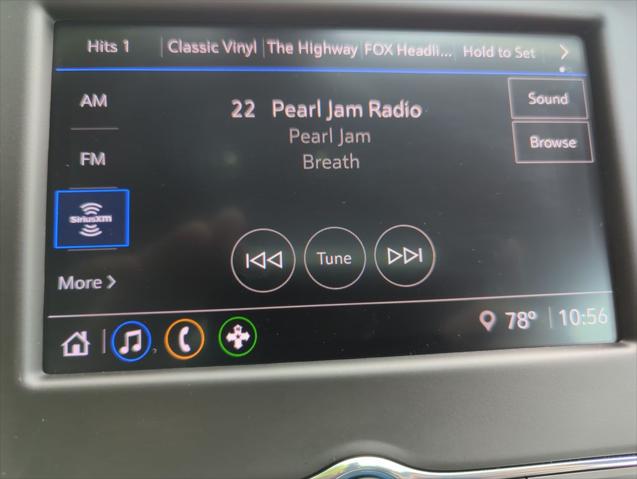 Hits 1 Classic Vinyl The Highway FOX Headli... Hold to Set >
AM
22 Pearl Jam Radio
Sound
Pearl Jam
FM
Breath
Browse
SiriusXM
Tune
More >
78° 10:56